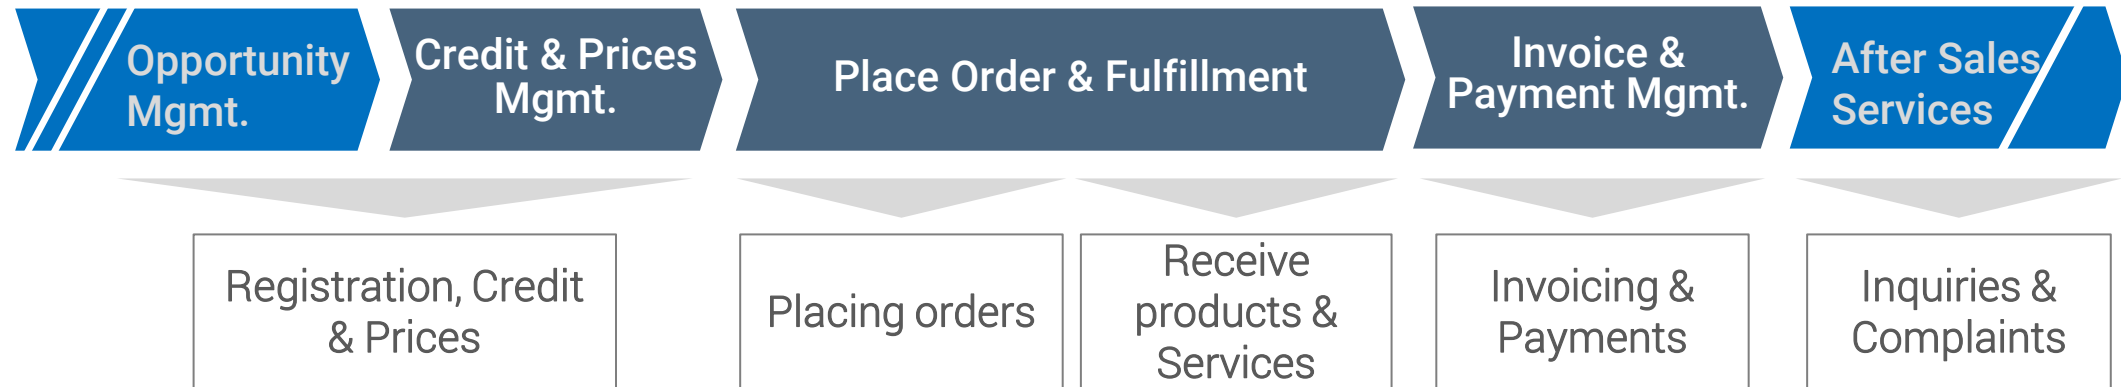 Opportunity
Mgmt.
Credit & Prices
Mgmt.
Place Order & Fulfillment
Invoice &
Payment Mgmt.
After Sales
Services
Registration, Credit
& Prices
Placing orders
Receive
products &
Services
Invoicing &
Payments
Inquiries &
Complaints